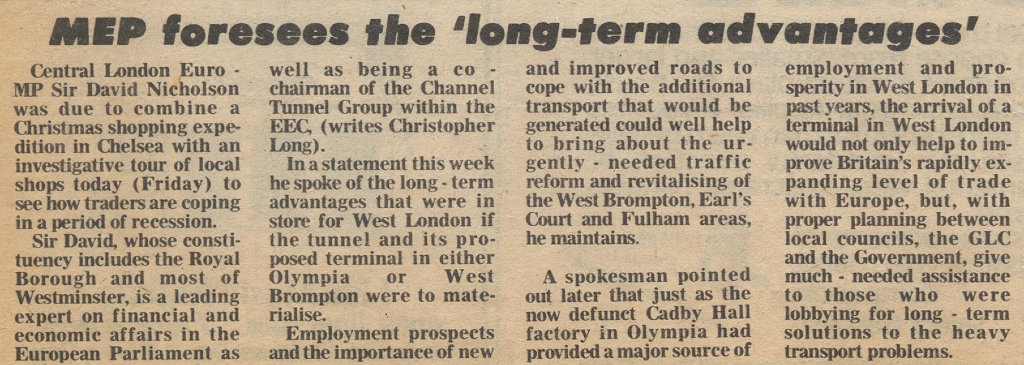 MEP foresees the 'long-term advantages'
Central London Euro -
MP Sir David Nicholson
was due to combine a
Christmas shopping expe-
dition in Chelsea with an
investigative tour of local
shops today (Friday) to
see how traders are coping
in a period of recession.
Sir David, whose consti-
tuency includes the Royal
Borough and most of
Westminster, is a leading
expert on financial and
economic affairs in the
European Parliament as
well as being a co -
chairman of the Channel
Tunnel Group within the
EEC, (writes Christopher
Long).
In a statement this week
he spoke of the long - term
advantages that were in
store for West London if
the tunnel and its pro-
posed terminal in either
Olympia or West
Brompton were to mate-
rialise.
Employment prospects
and the importance of new
and improved roads to
cope with the additional
transport that would be
generated could well help
to bring about the ur-
gently - needed traffic
reform and revitalising of
the West Brompton, Earl's
Court and Fulham areas,
he maintains.
A spokesman pointed
out later that just as the
now defunct Cadby Hall
factory in Olympia had
provided a major source of
employment and pro-
sperity in West London in
past years, the arrival of a
terminal in West London
would not only help to im-
prove Britain's rapidly ex-
panding level of trade
with Europe, but, with
proper planning between
local councils, the GLC
and the Government, give
much - needed assistance
to those who were
lobbying for long - term
solutions to the heavy
transport problems.